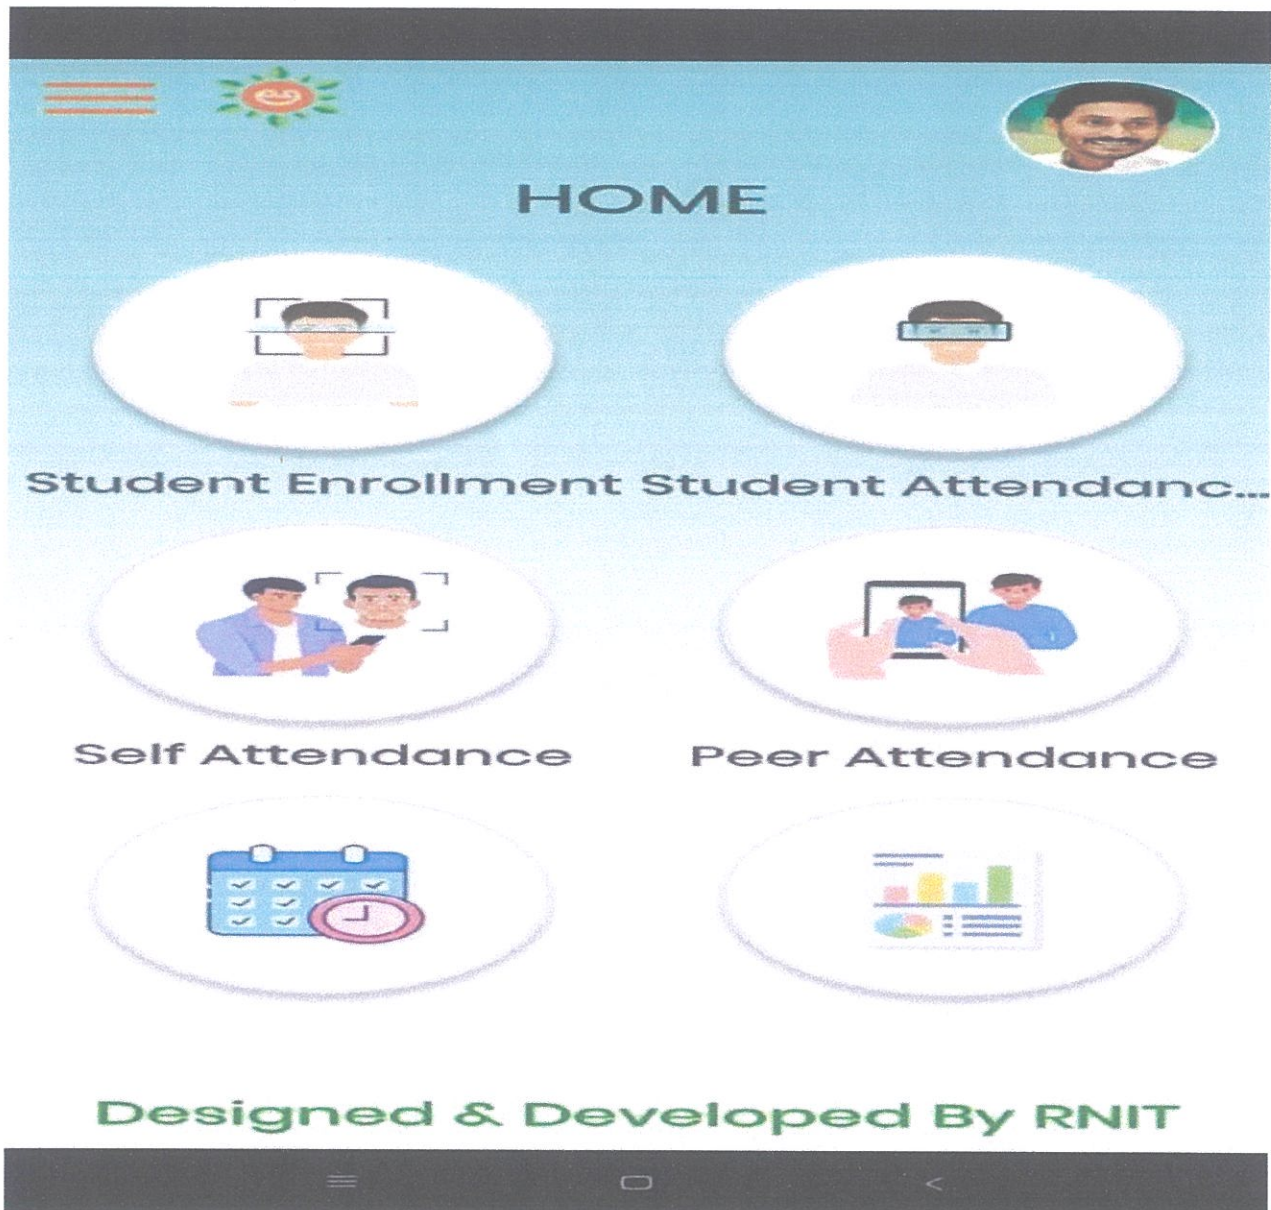 HOME
Student Enrollment Student Attendanc...
Self Attendance Peer Attendance
Designed & Developed By RNIT